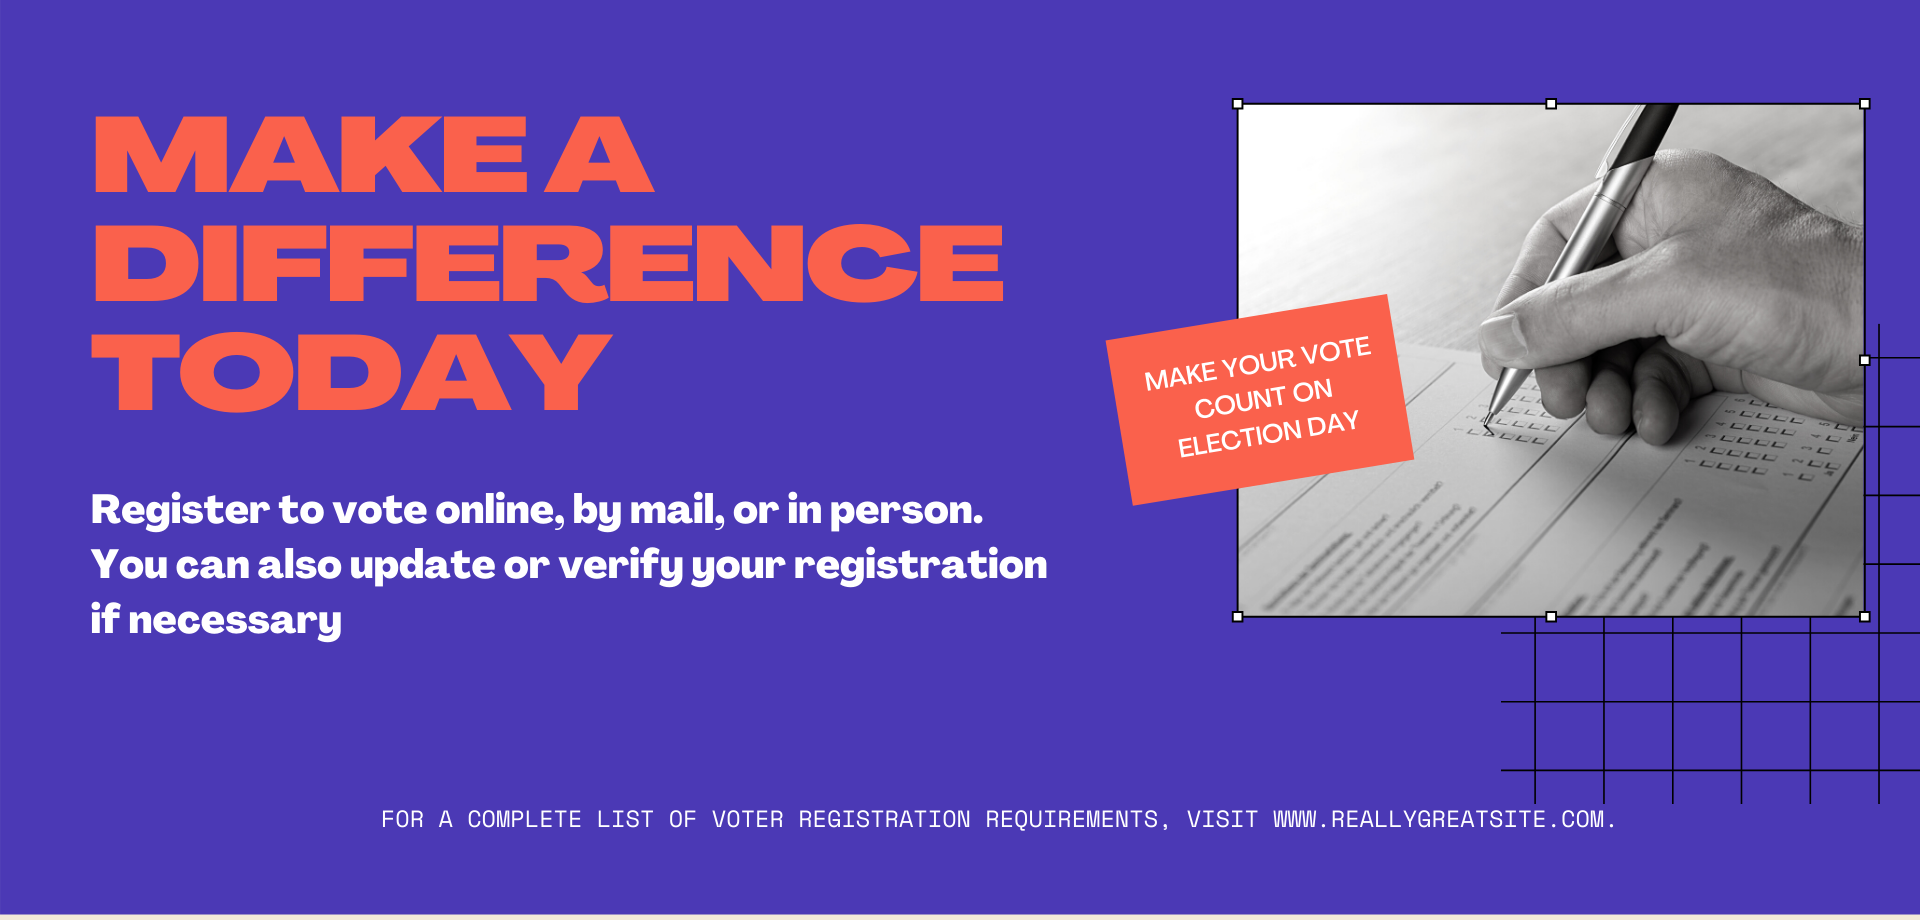 MAKE A
DIFFERENCE
TODAY
Register to vote online, by mail, or in person.
You can also update or verify your registration
if necessary
MAKE YOUR VOTE
COUNT ON
ELECTION DAY
FOR A COMPLETE LIST OF VOTER REGISTRATION REQUIREMENTS, VISIT WWW.REALLYGREATSITE.COM.